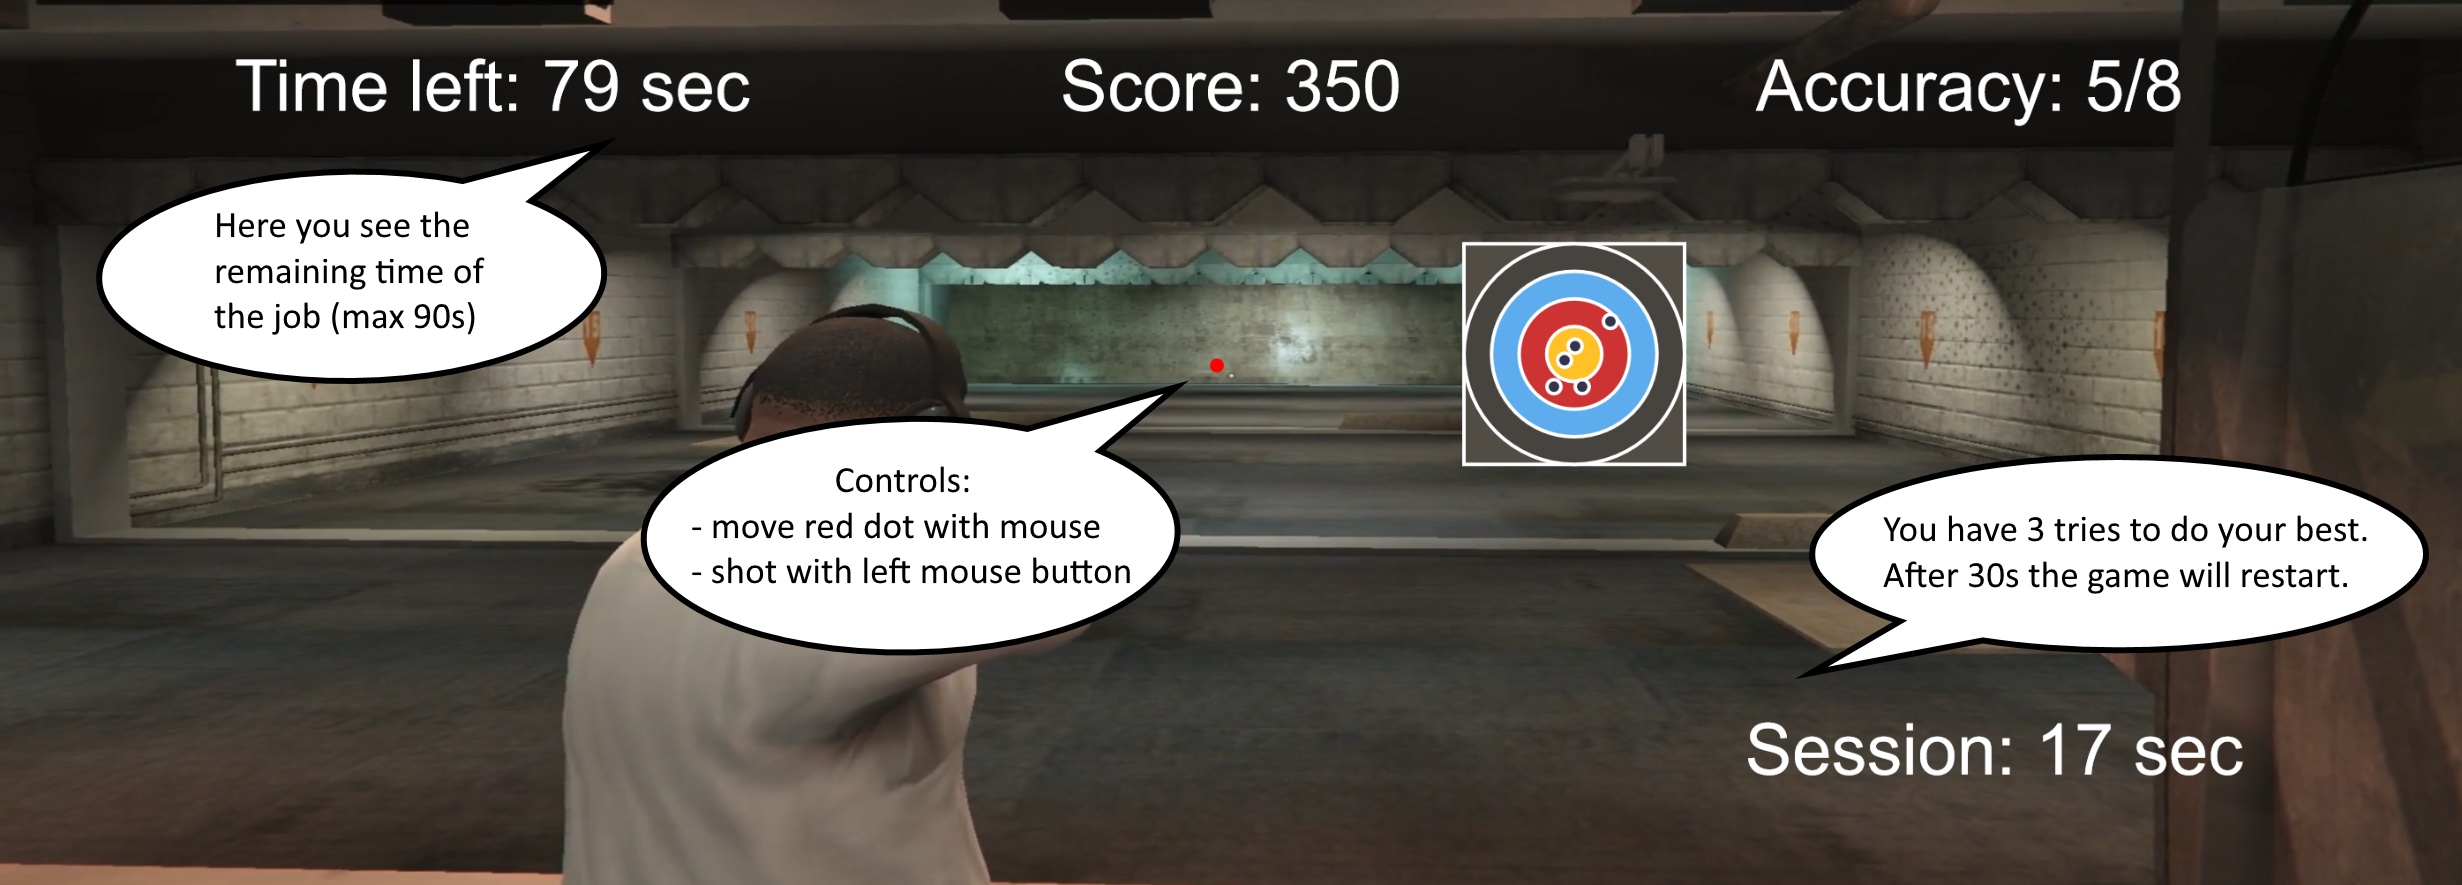 Time left: 79 sec
Score: 350
Accuracy: 5/8
Here you see the
remaining time of
the job (max 90s)
Controls:
- move red dot with mouse
- shot with left mouse button
You have 3 tries to do your best.
After 30s the game will restart.
Session: 17 sec